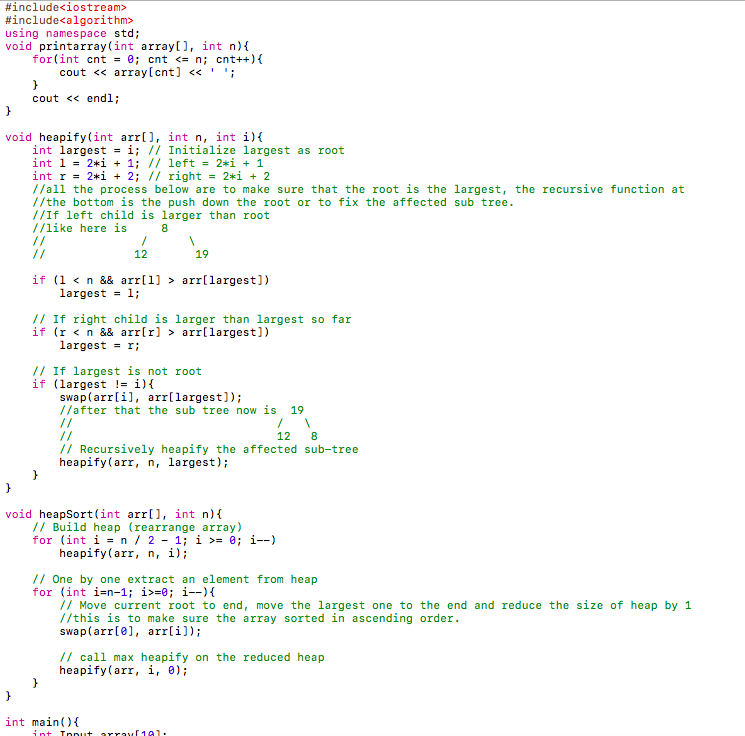 #include<iostream>
#include<algorithm>
using namespace std;
void printarray(int array[], int n){
    for(int cnt = 0; cnt <= n; cnt++){
        cout << array[cnt] << ' ';
    }
    cout << endl;
}

void heapify(int arr[], int n, int i){
    int largest = i; // Initialize largest as root
    int l = 2*i + 1; // left = 2*i + 1
    int r = 2*i + 2; // right = 2*i + 2
    //all the process below are to make sure that the root is the largest, the recursive function at
    //the bottom is the push down the root or to fix the affected sub tree.
    //If left child is larger than root
    //like here is     8
    //              /      \
    //             12       19

    if (l < n && arr[l] > arr[largest])
        largest = l;

    // If right child is larger than largest so far
    if (r < n && arr[r] > arr[largest])
        largest = r;

    // If largest is not root
    if (largest != i){
        swap(arr[i], arr[largest]);
        //after that the sub tree now is  19
        //                              /   \
        //                              12   8
        // Recursively heapify the affected sub-tree
        heapify(arr, n, largest);
    }
}

void heapSort(int arr[], int n){
    // Build heap (rearrange array)
    for (int i = n / 2 - 1; i >= 0; i--)
        heapify(arr, n, i);

    // One by one extract an element from heap
    for (int i=n-1; i>=0; i--){
        // Move current root to end, move the largest one to the end and reduce the size of heap by 1
        //this is to make sure the array sorted in ascending order.
        swap(arr[0], arr[i]);

        // call max heapify on the reduced heap
        heapify(arr, i, 0);
    }
}

int main(){
    int Input_array[10];